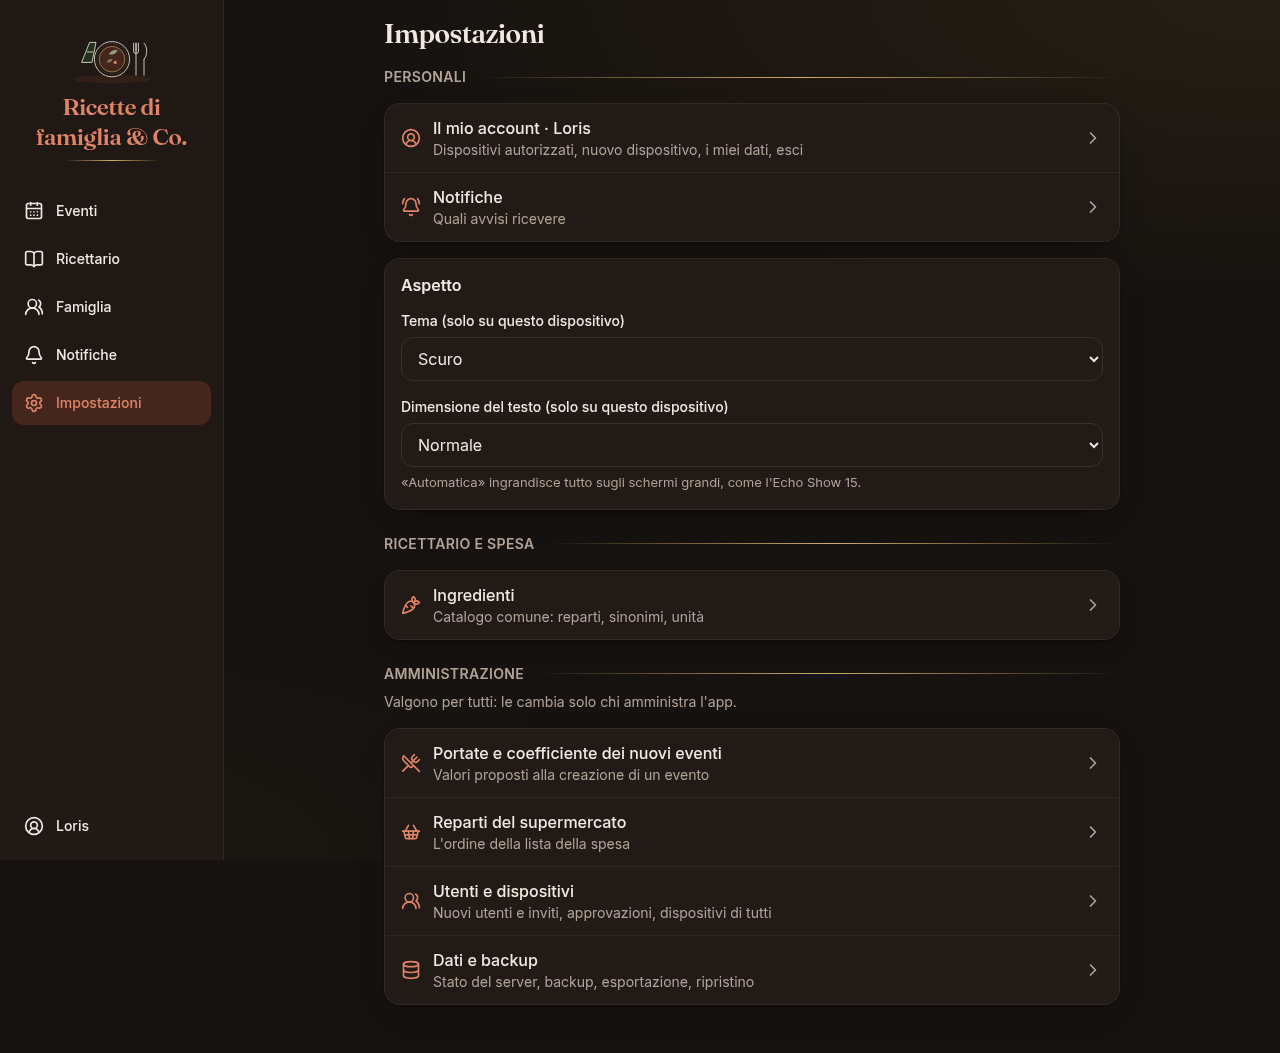 Ricette di
famiglia & Co.
Eventi
Ricettario
Famiglia
Notifiche
Impostazioni
Loris
Impostazioni
PERSONALI
Il mio account · Loris
Dispositivi autorizzati, nuovo dispositivo, i miei dati, esci
Notifiche
Quali avvisi ricevere
Aspetto
Tema (solo su questo dispositivo)
Scuro
Dimensione del testo (solo su questo dispositivo)
Normale
«Automatica» ingrandisce tutto sugli schermi grandi, come l'Echo Show 15.
RICETTARIO E SPESA
Ingredienti
Catalogo comune: reparti, sinonimi, unità
AMMINISTRAZIONE
Valgono per tutti: le cambia solo chi amministra l'app.
Portate e coefficiente dei nuovi eventi
Valori proposti alla creazione di un evento
Reparti del supermercato
L'ordine della lista della spesa
Utenti e dispositivi
Nuovi utenti e inviti, approvazioni, dispositivi di tutti
Dati e backup
Stato del server, backup, esportazione, ripristino